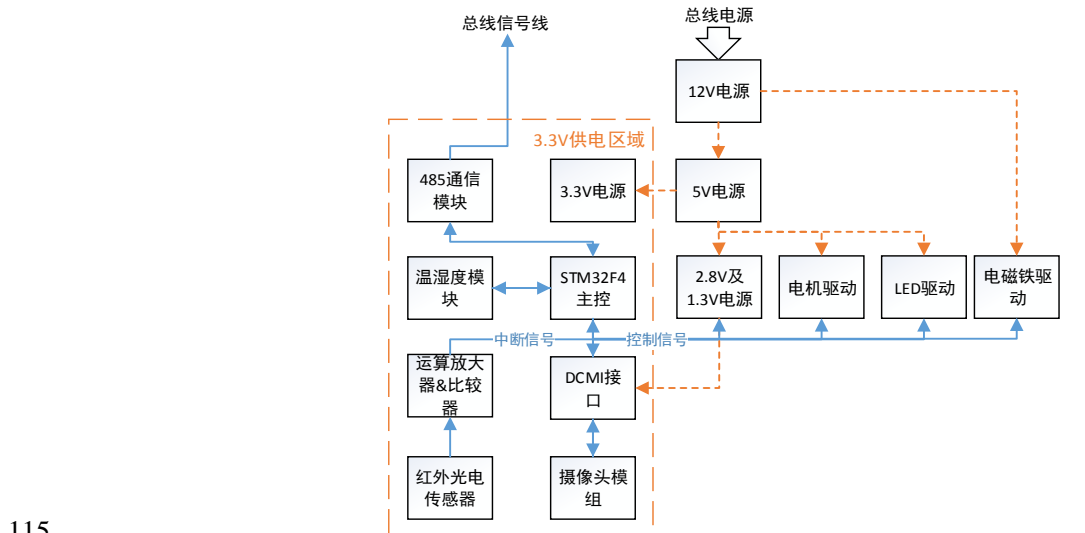 总线信号线
总线电源
12V电源
3.3V供电区域
485通信
模块
3.3V电源
5V电源
温湿度模
块
STM32F4
主控
2.8V及
1.3V电源
电机驱动
LED驱动
电磁铁驱
动
中断信号
控制信号
运算放大
器&比较
器
DCMI接
口
红外光电
传感器
摄像头模
组
115